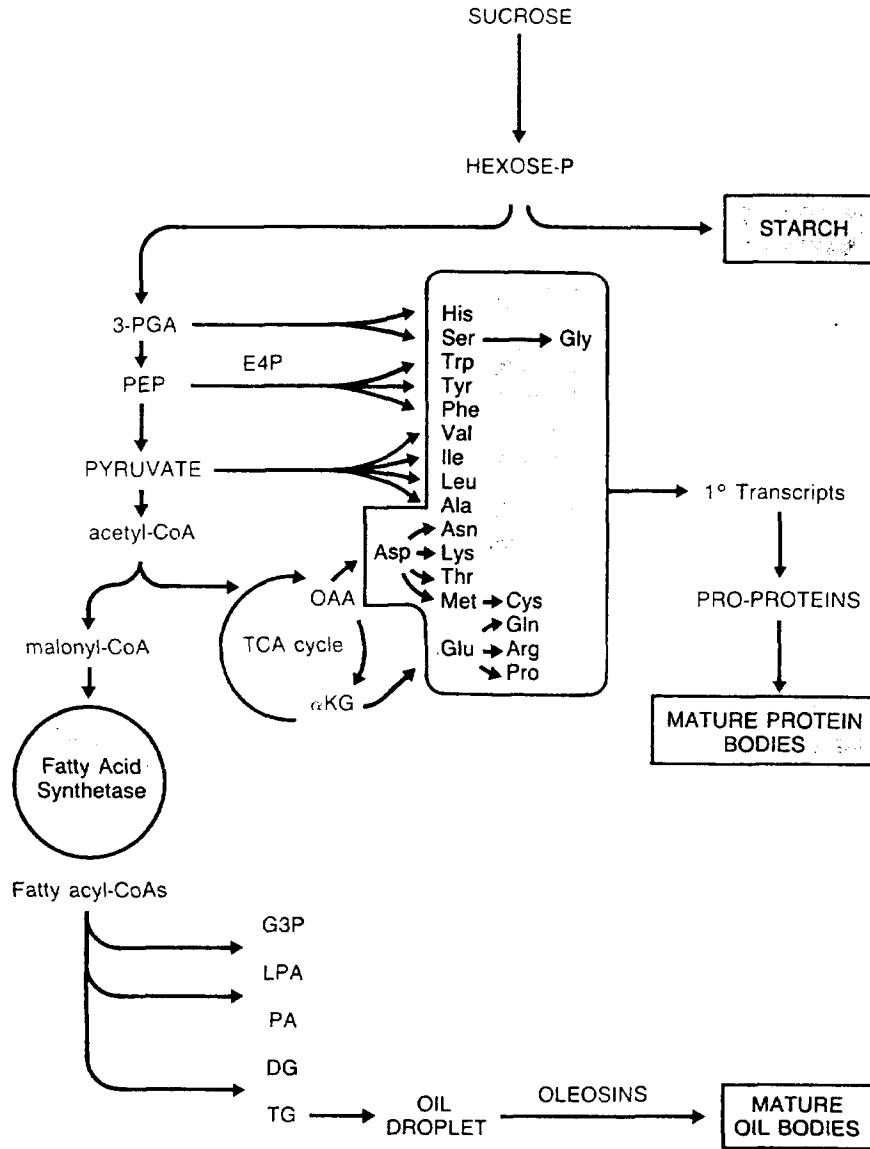 SUCROSE
HEXOSE-P
STARCH
3-PGA
His
Ser
Gly
E4P
Trp
PEP
Tyr
Phe
Val
PYRUVATE
Ile
Leu
Ala
1° Transcripts
acetyl-CoA
Asn
Asp
Lys
Thr
OAA
Met
Cys
PRO-PROTEINS
Gln
malonyl-CoA
TCA cycle
Glu
Arg
Pro
αKG
MATURE PROTEIN
BODIES
Fatty Acid
Synthetase
Fatty acyl-CoAs
G3P
LPA
PA
DG
TG
OIL
DROPLET
OLEOSINS
MATURE
OIL BODIES